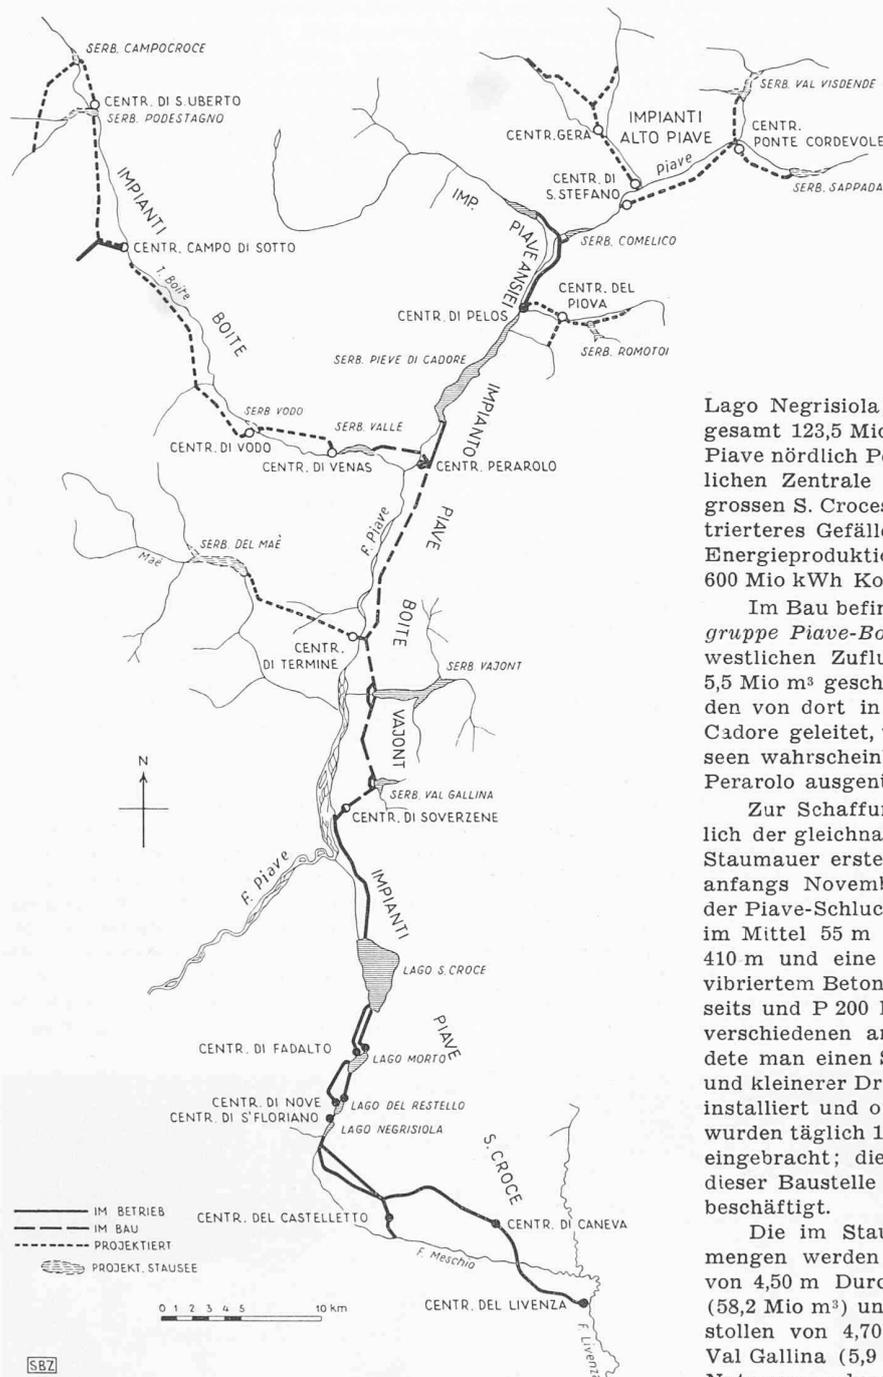 SERB. CAMPOCROCE
CENTR. DI S.UBERTO
SERB. PODESTAGNO
SERB. VAL VISDENDE
CENTR. GERA
IMPIANTI
ALTO PIAVE
CENTR.
PONTE CORDEVOLE
Piave
CENTR. DI
S. STEFANO
SERB. SAPPADA
IMPIANTI
IMP.
PIAVE ANSIEI
SERB. COMELICO
CENTR. CAMPO DI SOTTO
T. Boite
BOITE
CENTR. DEL
PIOVA
CENTR. DI PELOS
SERB. ROMOTOI
SERB. PIEVE DI CADORE
IMPIANTO
SERB VODO
SERB. VALLE
CENTR. DI VODO
CENTR. DI VENAS
CENTR. PERAROLO
PIAVE
F. Piave
SERB. DEL MAÈ
Maè
BOITE
CENTR.
DI TERMINE
SERB VAJONT
VAJONT
N
SERB. VAL GALLINA
CENTR. DI SOVERZENE
F. Piave
IMPIANTI
LAGO S. CROCE
PIAVE
CENTR. DI FADALTO
LAGO MORTO
CENTR. DI NOVE
LAGO DEL RESTELLO
CENTR. DI S'FLORIANO
LAGO NEGRISIOLA
S. CROCE
CENTR. DEL CASTELLETTO
CENTR. DI CANEVA
F. Meschio
CENTR. DEL LIVENZA
F. Livenza
IM BETRIEB
IM BAU
PROJEKTIERT
PROJEKT. STAUSEE
0 1 2 3 4 5 10 km
SBZ
Lago Negrisiola
gesamt 123,5 Mio
Piave nördlich
lichen Zentrale
grossen S. Croces
trierteres Gefälle
Energieproduktio
600 Mio kWh Ko
Im Bau befin
gruppe Piave-Bo
westlichen Zuflu
5,5 Mio m³ gesch
den von dort in
Cadore geleitet,
seen wahrschein
Perarolo ausgeni
Zur Schaffu
lich der gleichna
Staumauer erste
anfangs Novemb
der Piave-Schluc
im Mittel 55 m
410 m und eine
vibriertem Beton
seits und P 200
verschiedenen a
dete man einen S
und kleinerer Dr
installiert und o
wurden täglich 1
eingebracht; die
dieser Baustelle
beschäftigt.
Die im Stau
mengen werden
von 4,50 m Durc
(58,2 Mio m³) un
stollen von 4,70
Val Gallina (5,9